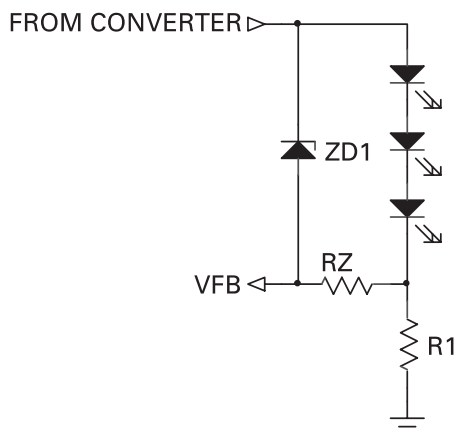 FROM CONVERTER
ZD1
RZ
VFB
R1